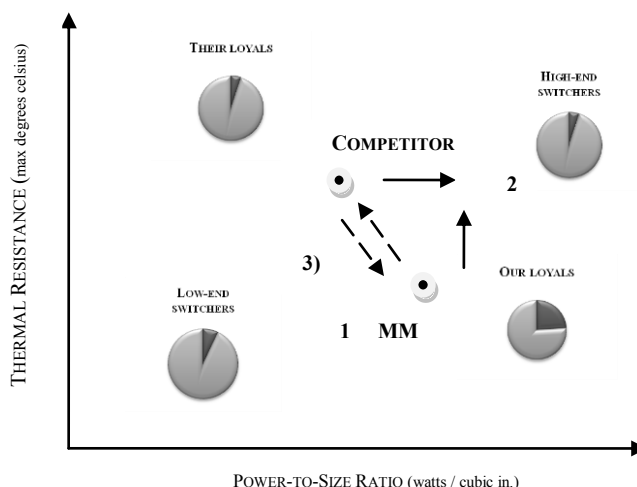 THEIR LOYALS
HIGH-END
SWITCHERS
COMPETITOR
2
3)
OUR LOYALS
LOW-END
SWITCHERS
1 MM
THERMAL RESISTANCE (max degrees celsius)
POWER-TO-SIZE RATIO (watts / cubic in.)